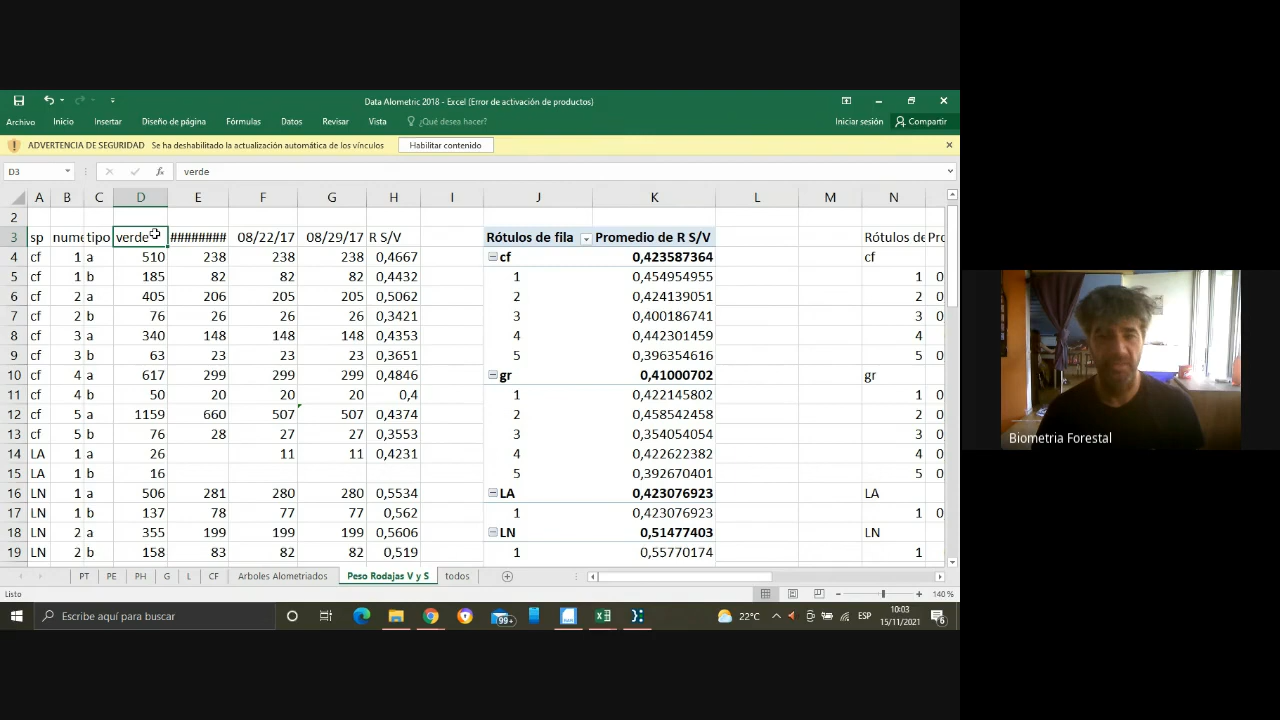 Data Alometric 2018 - Excel (Error de activación de productos)
Archivo Inicio Insertar Diseño de página Fórmulas Datos Revisar Vista ¿Qué desea hacer? Iniciar sesión Compartir
ADVERTENCIA DE SEGURIDAD Se ha deshabilitado la actualización automática de los vínculos Habilitar contenido
D3 fx verde
A B C D E F G H I J K L M N
2
3 sp nume tipo verde ######## 08/22/17 08/29/17 R S/V Rótulos de fila Promedio de R S/V Rótulos de Pro
4 cf 1 a 510 238 238 238 0,4667 cf 0,423587364 cf
5 cf 1 b 185 82 82 82 0,4432 1 0,454954955 1 0
6 cf 2 a 405 206 205 205 0,5062 2 0,424139051 2 0
7 cf 2 b 76 26 26 26 0,3421 3 0,400186741 3 0
8 cf 3 a 340 148 148 148 0,4353 4 0,442301459 4 0
9 cf 3 b 63 23 23 23 0,3651 5 0,396354616 5 0
10 cf 4 a 617 299 299 299 0,4846 gr 0,41000702 gr
11 cf 4 b 50 20 20 20 0,4 1 0,422145802 1 0
12 cf 5 a 1159 660 507 507 0,4374 2 0,458542458 2 0
13 cf 5 b 76 28 27 27 0,3553 3 0,354054054 3 0
14 LA 1 a 26 11 11 0,4231 4 0,422622382 4 0
15 LA 1 b 16 5 0,392670401 5 0
16 LN 1 a 506 281 280 280 0,5534 LA 0,423076923 LA
17 LN 1 b 137 78 77 77 0,562 1 0,423076923 1 0
18 LN 2 a 355 199 199 199 0,5606 LN 0,51477403 LN
19 LN 2 b 158 83 82 82 0,519 1 0,55770174 1
PT PE PH G L CF Arboles Alometriados Peso Rodajas V y S todos
Listo 140 %
Escribe aquí para buscar 99+ 22°C ESP 10:03
15/11/2021 6
Biometria Forestal